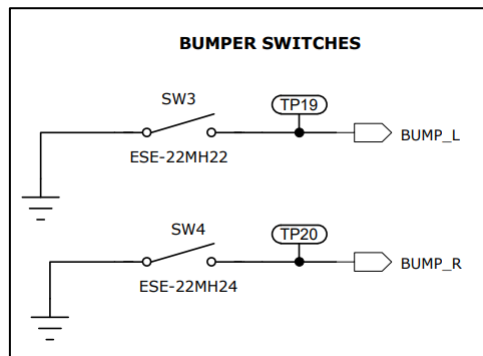 BUMPER SWITCHES
SW3
TP19
BUMP_L
ESE-22MH22
SW4
TP20
BUMP_R
ESE-22MH24